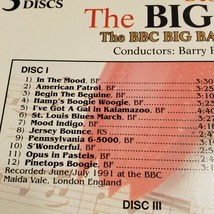 DISCS
The BIG
The BBC BIG BA
Conductors: Barry F
DISC I
1) In The Mood, BF 3:30
2) American Patrol, BF
3) Begin The Beguine, BF
4) Hamp's Boogie Woogie, BF
5) I've Got A Gal In Kalamazoo, BF
6) St. Louis Blues March, BF
7) Mood Indigo, BF
8) Jersey Bounce, RS
9) Pennsylvania 6-5000, BF
10) S'Wonderful, BF
11) Opus in Pastels, BF
12) Pinetops Boogie, BF
Recorded: June/July 1991 at the BBC
Maida Vale, London England
DISC III